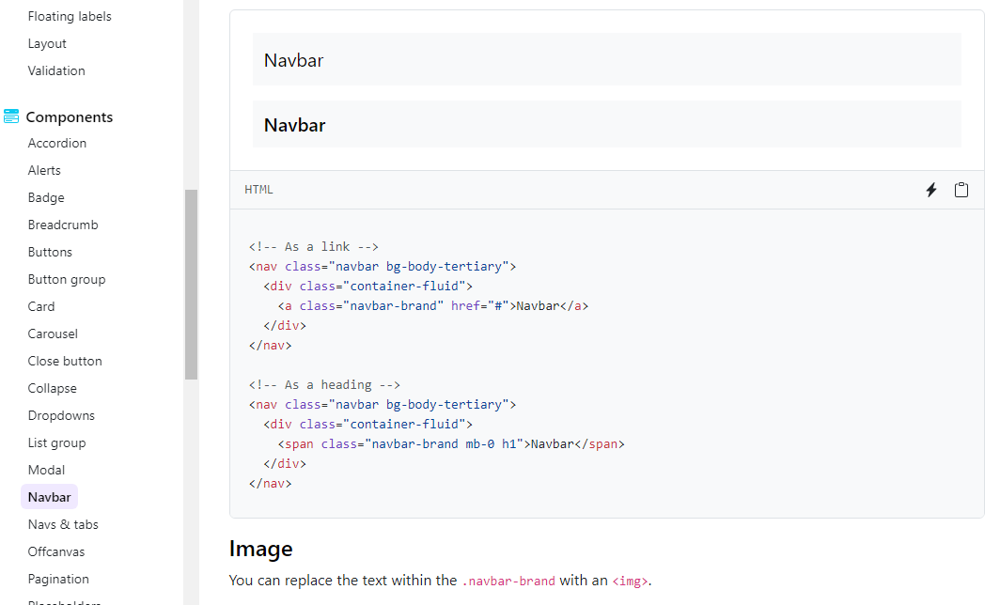 Floating labels
Layout
Validation
Components
Accordion
Alerts
Badge
Breadcrumb
Buttons
Button group
Card
Carousel
Close button
Collapse
Dropdowns
List group
Modal
Navbar
Navs & tabs
Offcanvas
Pagination
Placeholders
Navbar
Navbar
HTML
<!-- As a link -->
<nav class="navbar bg-body-tertiary">
  <div class="container-fluid">
    <a class="navbar-brand" href="#">Navbar</a>
  </div>
</nav>
<!-- As a heading -->
<nav class="navbar bg-body-tertiary">
  <div class="container-fluid">
    <span class="navbar-brand mb-0 h1">Navbar</span>
  </div>
</nav>
Image
You can replace the text within the .navbar-brand with an <img>.